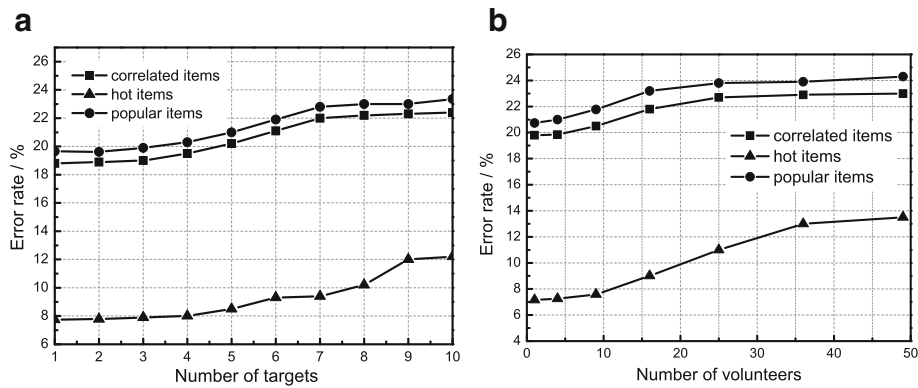 a
Error rate / %
26
24
22
20
18
16
14
12
10
8
6
correlated items
hot items
popular items
1 2 3 4 5 6 7 8 9 10
Number of targets
b
Error rate / %
26
24
22
20
18
16
14
12
10
8
6
4
correlated items
hot items
popular items
0 10 20 30 40 50
Number of volunteers